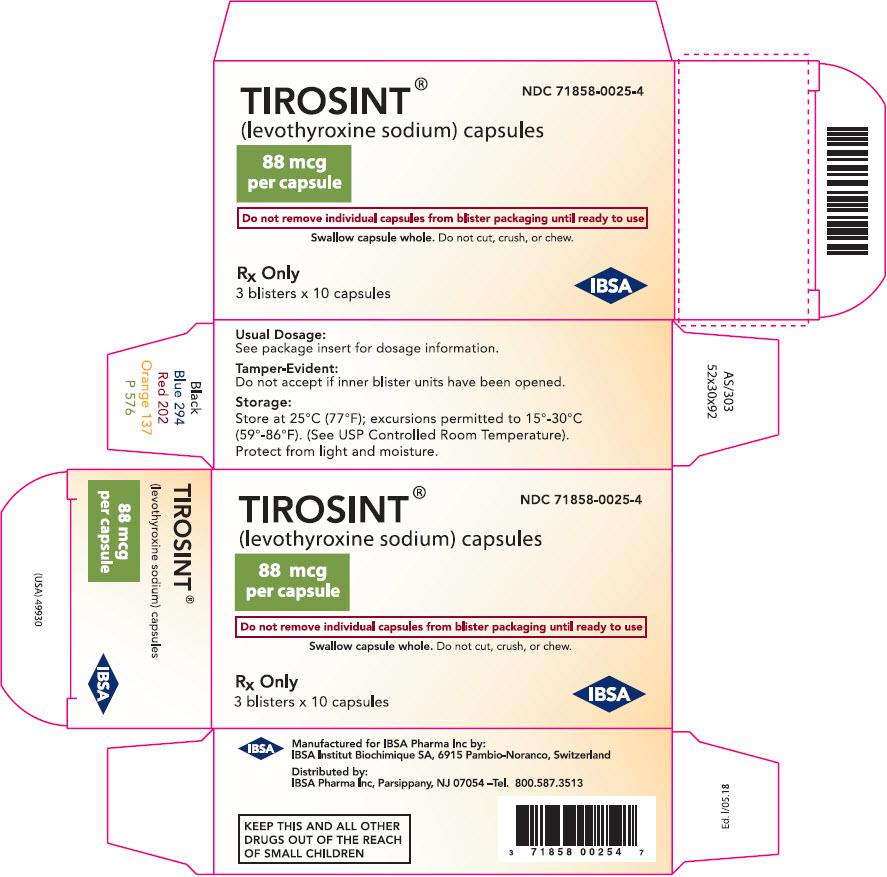 TIROSINT®
NDC 71858-0025-4
(levothyroxine sodium) capsules
88 mcg
per capsule
Do not remove individual capsules from blister packaging until ready to use
Swallow capsule whole. Do not cut, crush, or chew.
Rx Only
3 blisters x 10 capsules
IBSA
Usual Dosage:
See package insert for dosage information.
Tamper-Evident:
Do not accept if inner blister units have been opened.
Storage:
Store at 25°C (77°F); excursions permitted to 15°-30°C
(59°-86°F). (See USP Controlled Room Temperature).
Protect from light and moisture.
Black
Blue 294
Red 202
Orange 137
P 576
AS/303
52x30x92
TIROSINT®
(levothyroxine sodium) capsules
88 mcg
per capsule
IBSA
(USA) 49930
TIROSINT®
NDC 71858-0025-4
(levothyroxine sodium) capsules
88 mcg
per capsule
Do not remove individual capsules from blister packaging until ready to use
Swallow capsule whole. Do not cut, crush, or chew.
Rx Only
3 blisters x 10 capsules
IBSA
IBSA
Manufactured for IBSA Pharma Inc by:
IBSA Institut Biochimique SA, 6915 Pambio-Noranco, Switzerland
Distributed by:
IBSA Pharma Inc, Parsippany, NJ 07054 –Tel. 800.587.3513
KEEP THIS AND ALL OTHER
DRUGS OUT OF THE REACH
OF SMALL CHILDREN
3 71858 00254 7
Ed. I/05.18